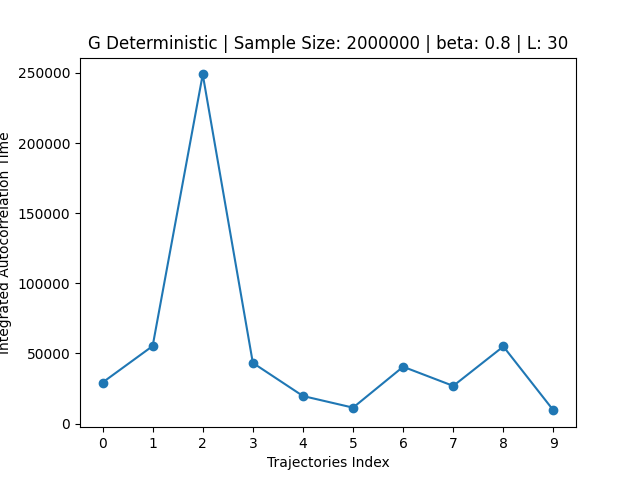 G Deterministic | Sample Size: 2000000 | beta: 0.8 | L: 30
250000
200000
150000
100000
50000
0
Integrated Autocorrelation Time
0 1 2 3 4 5 6 7 8 9
Trajectories Index